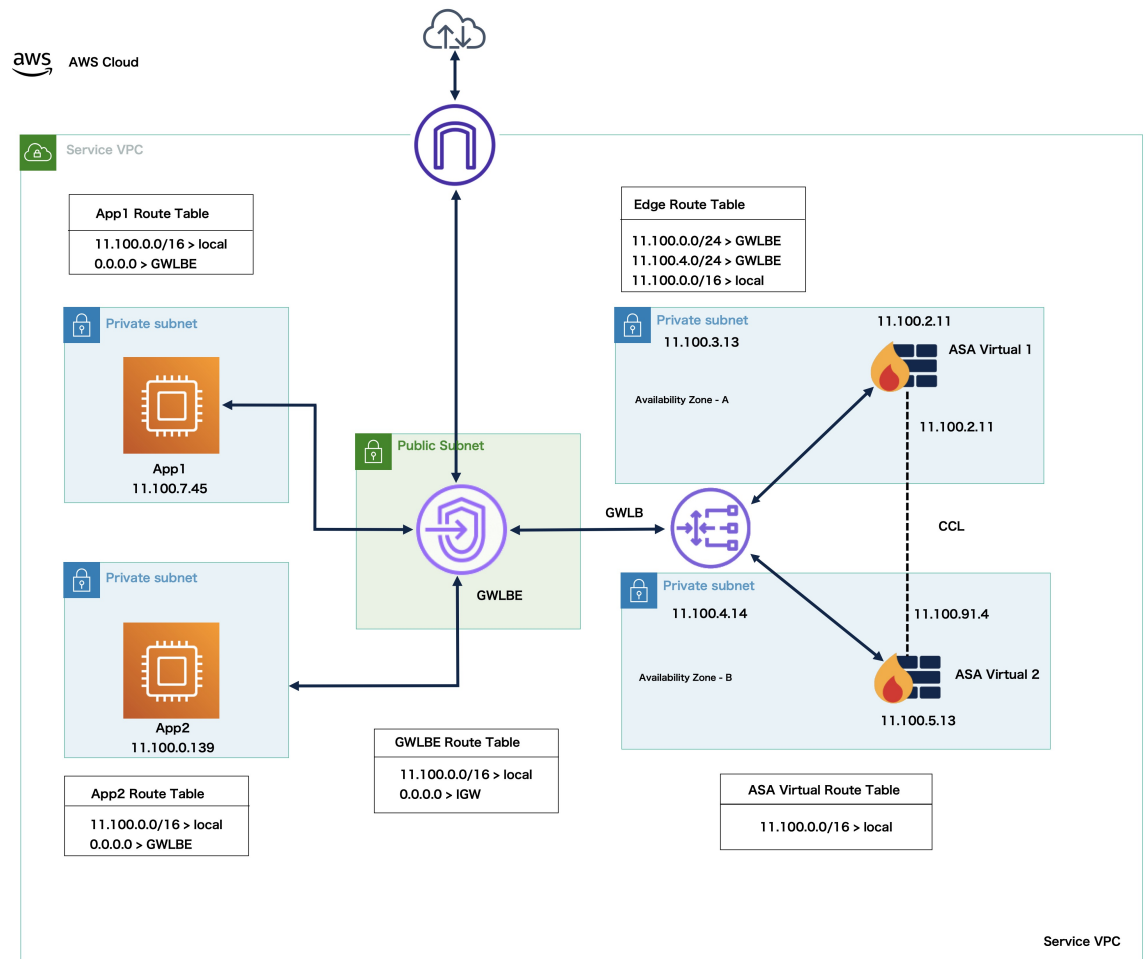 aws
AWS Cloud
Service VPC
App1 Route Table
11.100.0.0/16 > local
0.0.0.0 > GWLBE
Edge Route Table
11.100.0.0/24 > GWLBE
11.100.4.0/24 > GWLBE
11.100.0.0/16 > local
Private subnet
App1
11.100.7.45
Private subnet
11.100.3.13
11.100.2.11
ASA Virtual 1
Availability Zone - A
11.100.2.11
Public Subnet
GWLB
CCL
GWLBE
Private subnet
App2
11.100.0.139
Private subnet
11.100.4.14
11.100.91.4
Availability Zone - B
ASA Virtual 2
11.100.5.13
GWLBE Route Table
11.100.0.0/16 > local
0.0.0.0 > IGW
App2 Route Table
11.100.0.0/16 > local
0.0.0.0 > GWLBE
ASA Virtual Route Table
11.100.0.0/16 > local
Service VPC